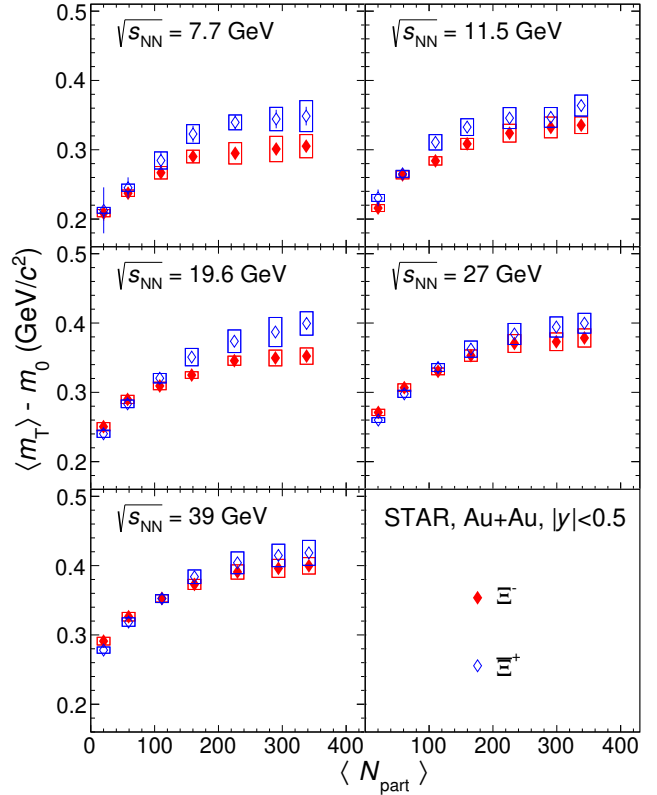 √sNN = 7.7 GeV
√sNN = 11.5 GeV
0.5
0.4
0.3
0.2
√sNN = 19.6 GeV
√sNN = 27 GeV
0.5
0.4
0.3
0.2
√sNN = 39 GeV
STAR, Au+Au, |y|<0.5
0.5
0.4
0.3
0.2
Ξ-
Ξ̅+
0 100 200 300 400
100 200 300 400
⟨mT⟩ - m0 (GeV/c²)
⟨ Npart ⟩